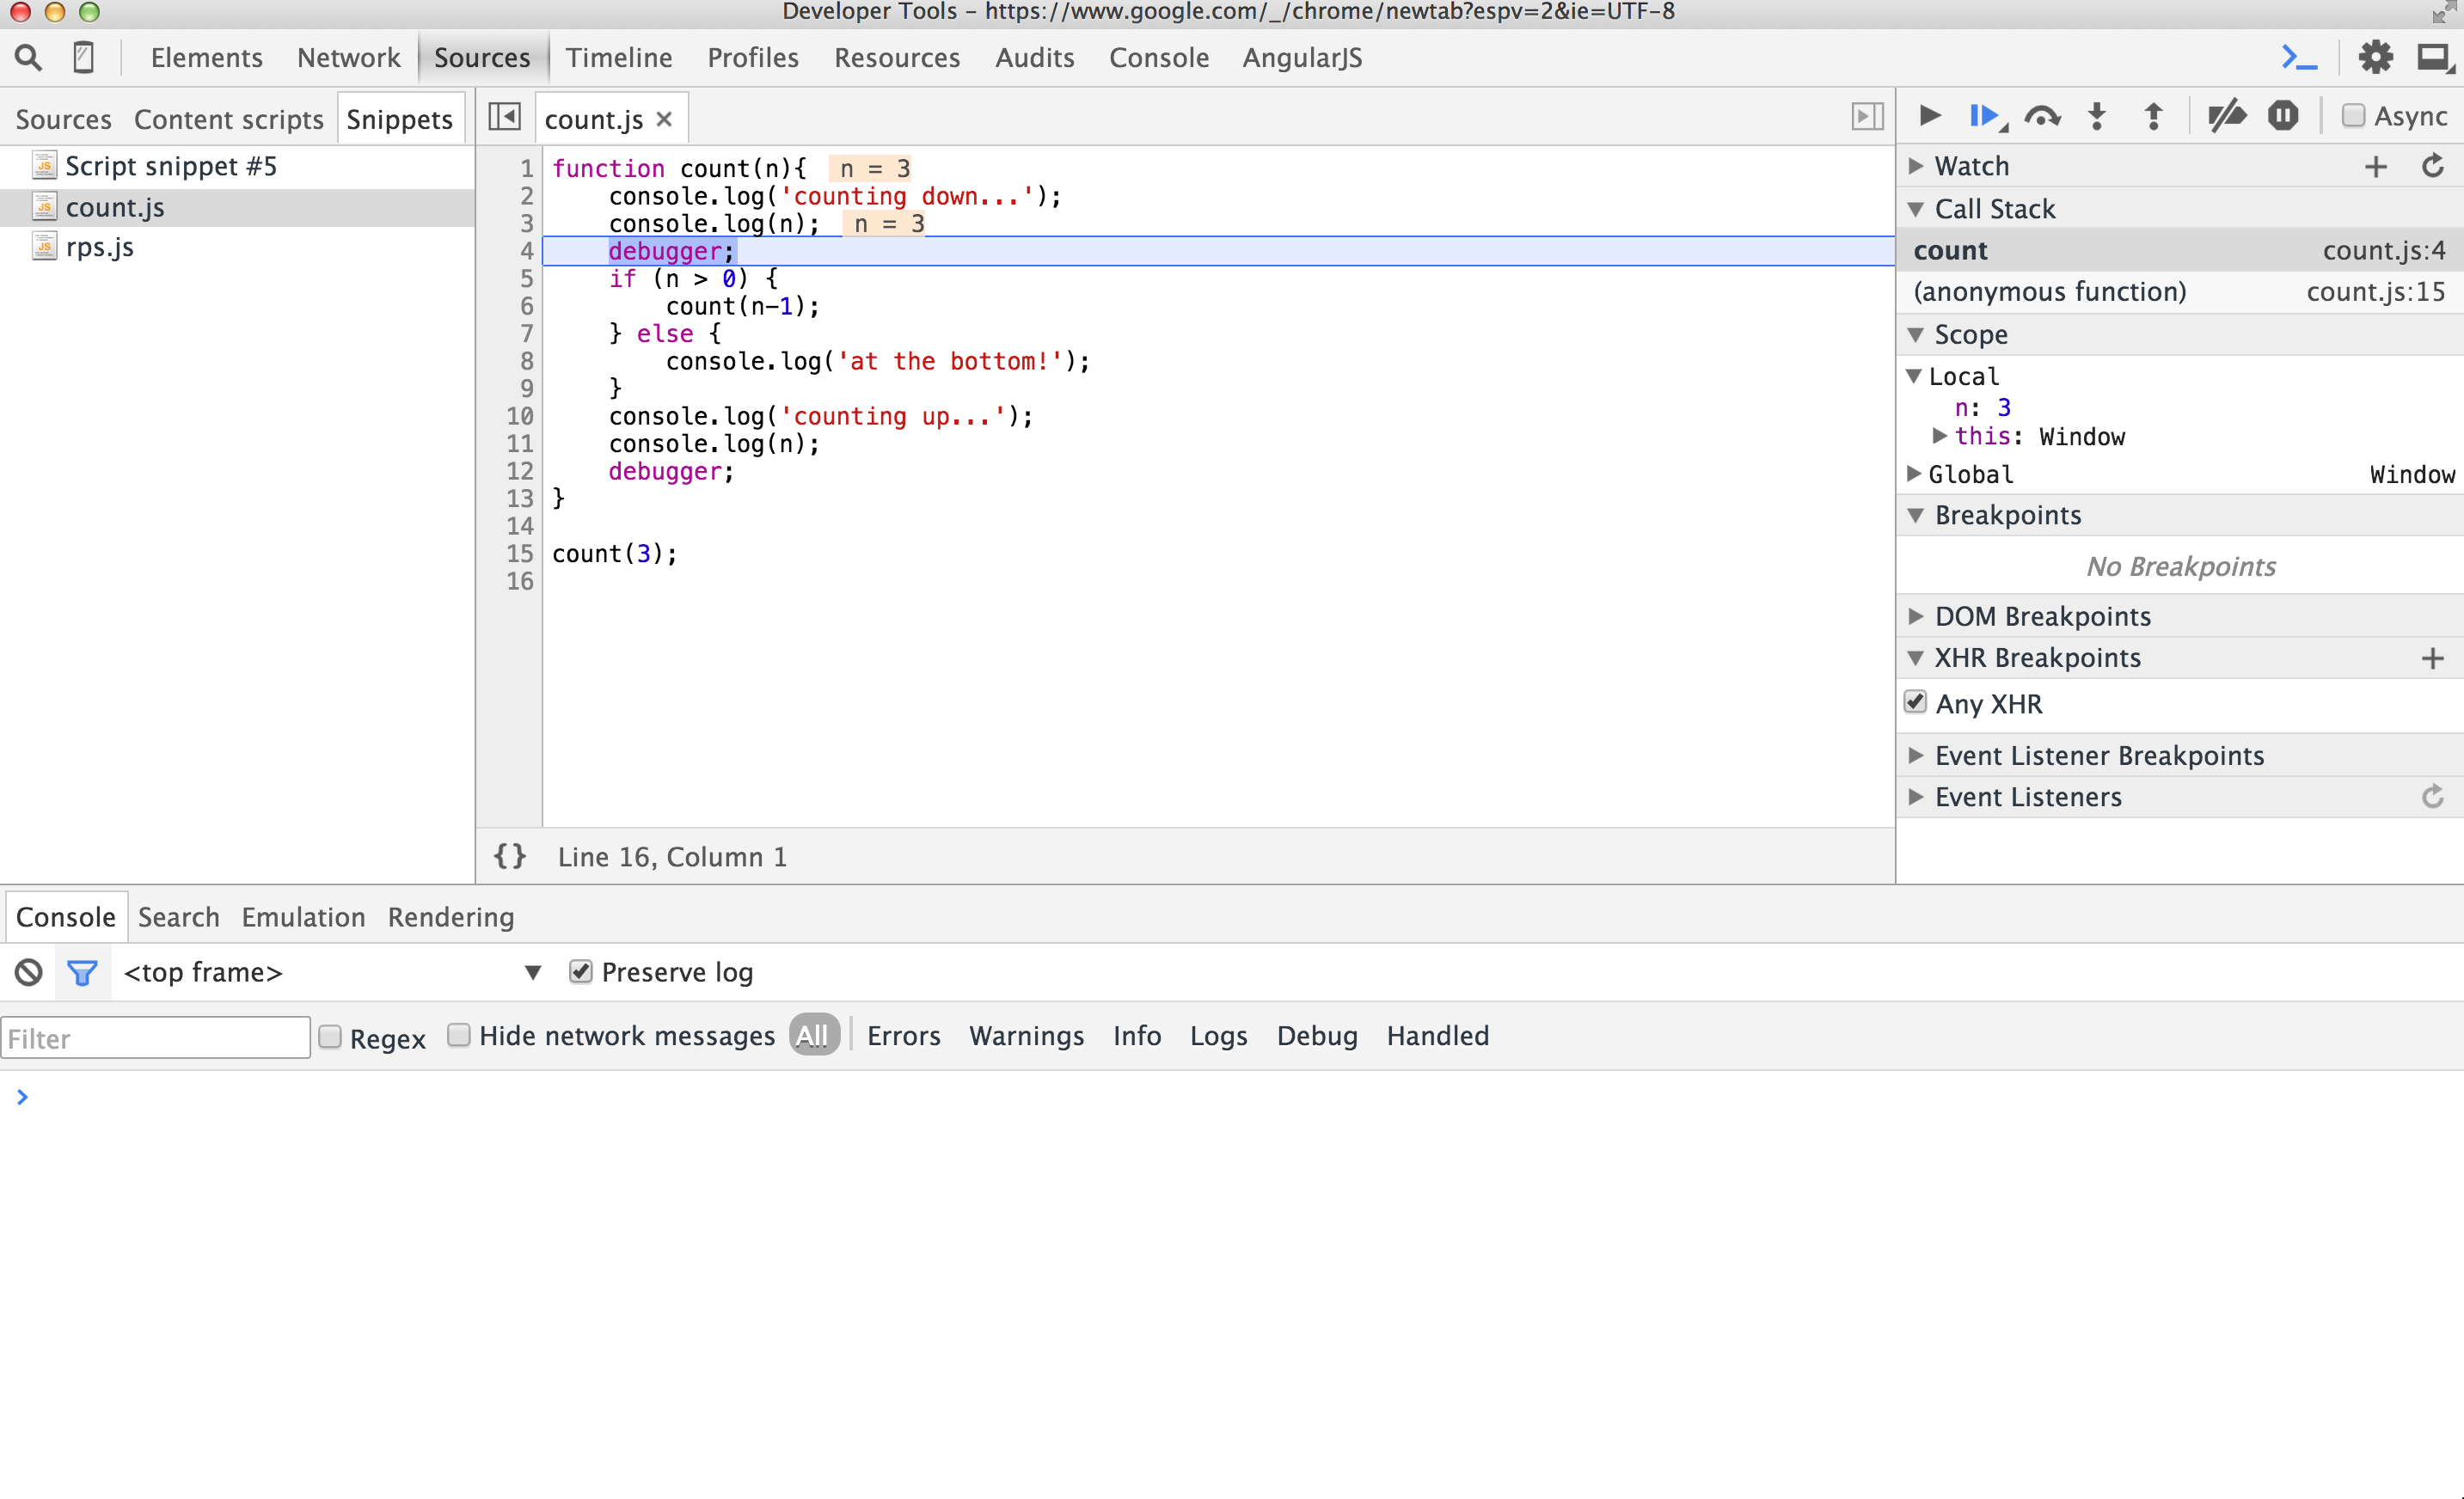 Developer Tools - https://www.google.com/_/chrome/newtab?espv=2&ie=UTF-8
Elements Network Sources Timeline Profiles Resources Audits Console AngularJS
Sources Content scripts Snippets
Script snippet #5
count.js
rps.js
count.js ×
1 function count(n){ n = 3
2     console.log('counting down...');
3     console.log(n); n = 3
4     debugger;
5     if (n > 0) {
6         count(n-1);
7     } else {
8         console.log('at the bottom!');
9     }
10     console.log('counting up...');
11     console.log(n);
12     debugger;
13 }
14
15 count(3);
16
{} Line 16, Column 1
Async
Watch
Call Stack
count count.js:4
(anonymous function) count.js:15
Scope
Local
n: 3
this: Window
Global Window
Breakpoints
No Breakpoints
DOM Breakpoints
XHR Breakpoints
Any XHR
Event Listener Breakpoints
Event Listeners
Console Search Emulation Rendering
<top frame> Preserve log
Filter Regex Hide network messages All Errors Warnings Info Logs Debug Handled